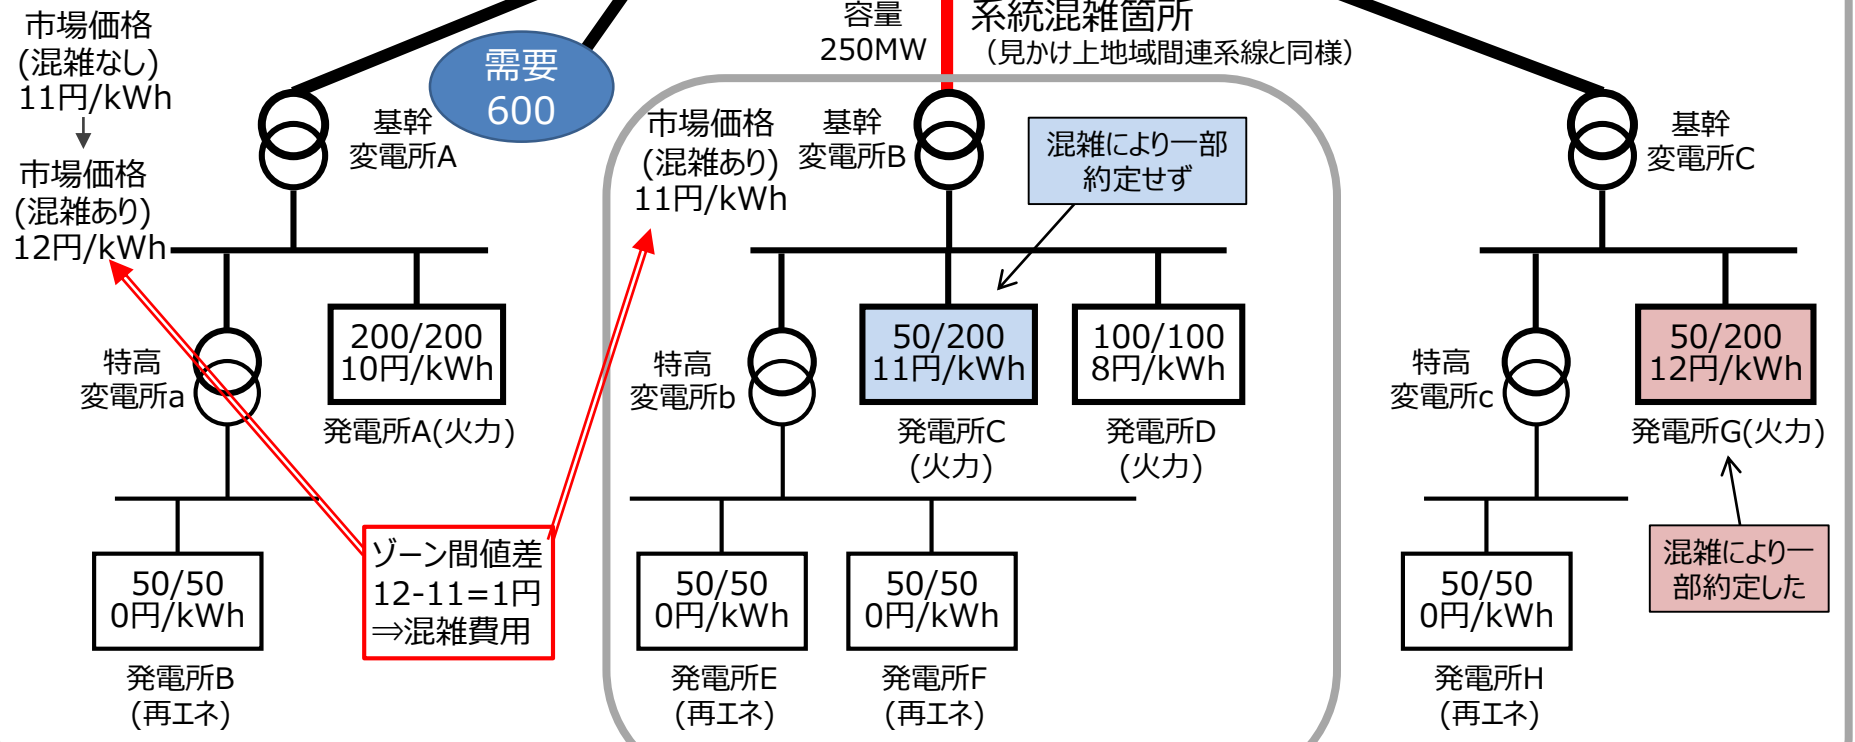 市場価格
(混雑なし)
11円/kWh
市場価格
(混雑あり)
12円/kWh
需要
600
容量
250MW
系統混雑箇所
（見かけ上地域間連系線と同様）
基幹
変電所A
市場価格
(混雑あり)
11円/kWh
基幹
変電所B
混雑により一部
約定せず
基幹
変電所C
特高
変電所a
200/200
10円/kWh
発電所A(火力)
特高
変電所b
50/200
11円/kWh
発電所C
(火力)
100/100
8円/kWh
発電所D
(火力)
特高
変電所c
50/200
12円/kWh
発電所G(火力)
50/50
0円/kWh
発電所B
(再エネ)
ゾーン間値差
12-11=1円
⇒混雑費用
50/50
0円/kWh
発電所E
(再エネ)
50/50
0円/kWh
発電所F
(再エネ)
50/50
0円/kWh
発電所H
(再エネ)
混雑により一
部約定した